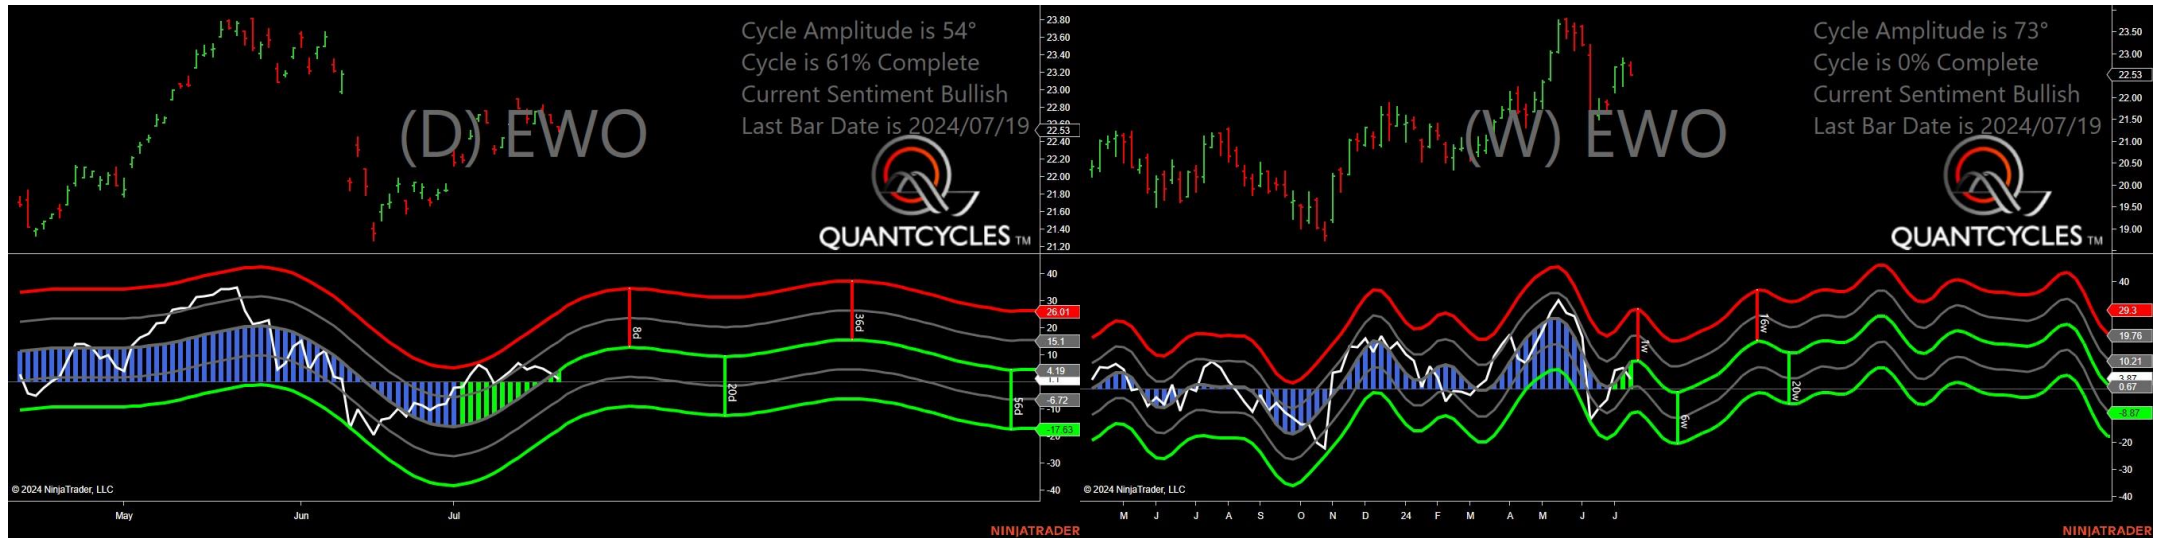 Cycle Amplitude is 54°
Cycle is 61% Complete
Current Sentiment Bullish
Last Bar Date is 2024/07/19
(D) EWO
QUANTCYCLES TM
23.80
23.60
23.40
23.20
23.00
22.80
22.53
22.40
22.20
22.00
21.80
21.60
21.40
21.20
8d
20d
36d
56d
40
30
26.01
20
15.1
10
4.19
1.1
-6.72
-10
-17.63
-20
-30
-40
© 2024 NinjaTrader, LLC
May
Jun
Jul
NINJATRADER
Cycle Amplitude is 73°
Cycle is 0% Complete
Current Sentiment Bullish
Last Bar Date is 2024/07/19
(W) EWO
QUANTCYCLES TM
23.50
23.00
22.53
22.00
21.50
21.00
20.50
20.00
19.50
19.00
1w
6w
16w
20w
40
29.3
19.76
10.21
3.87
0.67
-8.87
-20
-30
-40
© 2024 NinjaTrader, LLC
M
J
J
A
S
O
N
D
24
F
M
A
M
J
J
NINJATRADER